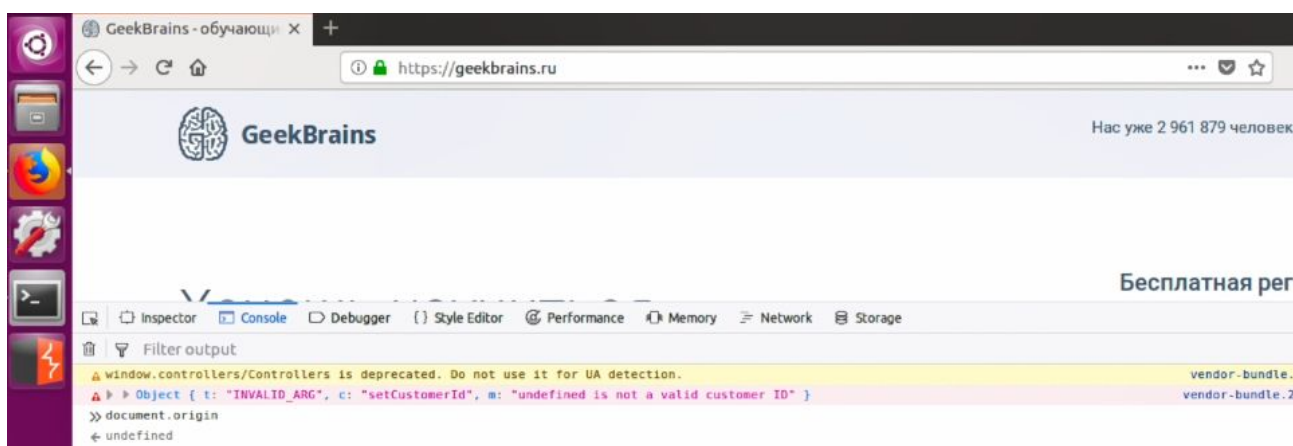 GeekBrains - обучающи
https://geekbrains.ru
GeekBrains
Нас уже 2 961 879 человек
Бесплатная рег
Inspector Console Debugger {} Style Editor Performance Memory Network Storage
Filter output
window.controllers/Controllers is deprecated. Do not use it for UA detection. vendor-bundle.
Object { t: "INVALID_ARG", c: "setCustomerId", m: "undefined is not a valid customer ID" } vendor-bundle.2
document.origin
undefined